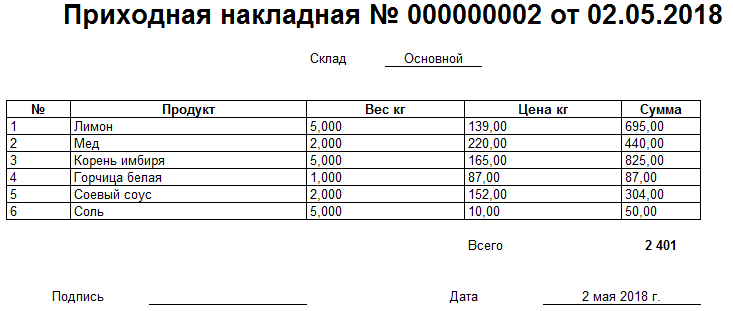 Приходная накладная № 000000002 от 02.05.2018
Склад Основной
№ Продукт Вес кг Цена кг Сумма
1 Лимон 5,000 139,00 695,00
2 Мед 2,000 220,00 440,00
3 Корень имбиря 5,000 165,00 825,00
4 Горчица белая 1,000 87,00 87,00
5 Соевый соус 2,000 152,00 304,00
6 Соль 5,000 10,00 50,00
Всего 2 401
Подпись Дата 2 мая 2018 г.